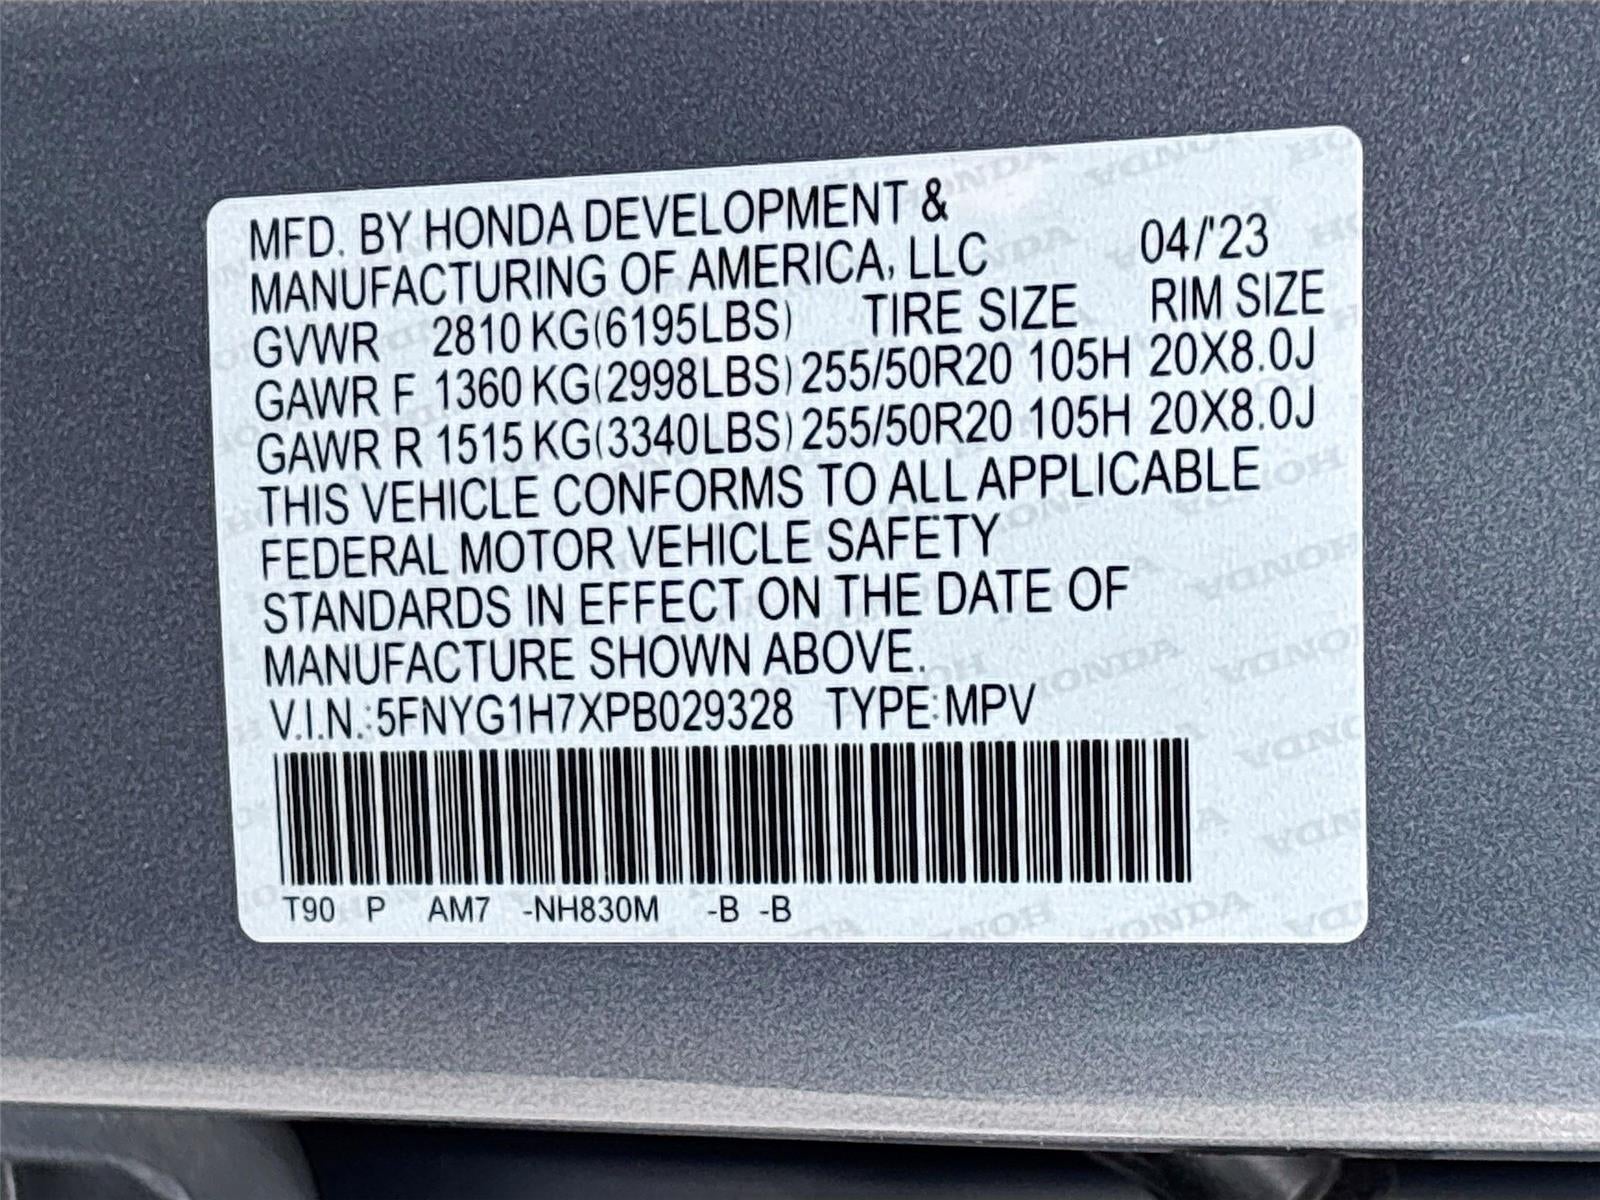 MFD. BY HONDA DEVELOPMENT &
MANUFACTURING OF AMERICA, LLC 04/'23
GVWR 2810 KG(6195LBS) TIRE SIZE RIM SIZE
GAWR F 1360 KG(2998LBS) 255/50R20 105H 20X8.0J
GAWR R 1515 KG(3340LBS) 255/50R20 105H 20X8.0J
THIS VEHICLE CONFORMS TO ALL APPLICABLE
FEDERAL MOTOR VEHICLE SAFETY
STANDARDS IN EFFECT ON THE DATE OF
MANUFACTURE SHOWN ABOVE.
V.I.N.:5FNYG1H7XPB029328 TYPE:MPV
T90 P AM7 -NH830M -B -B